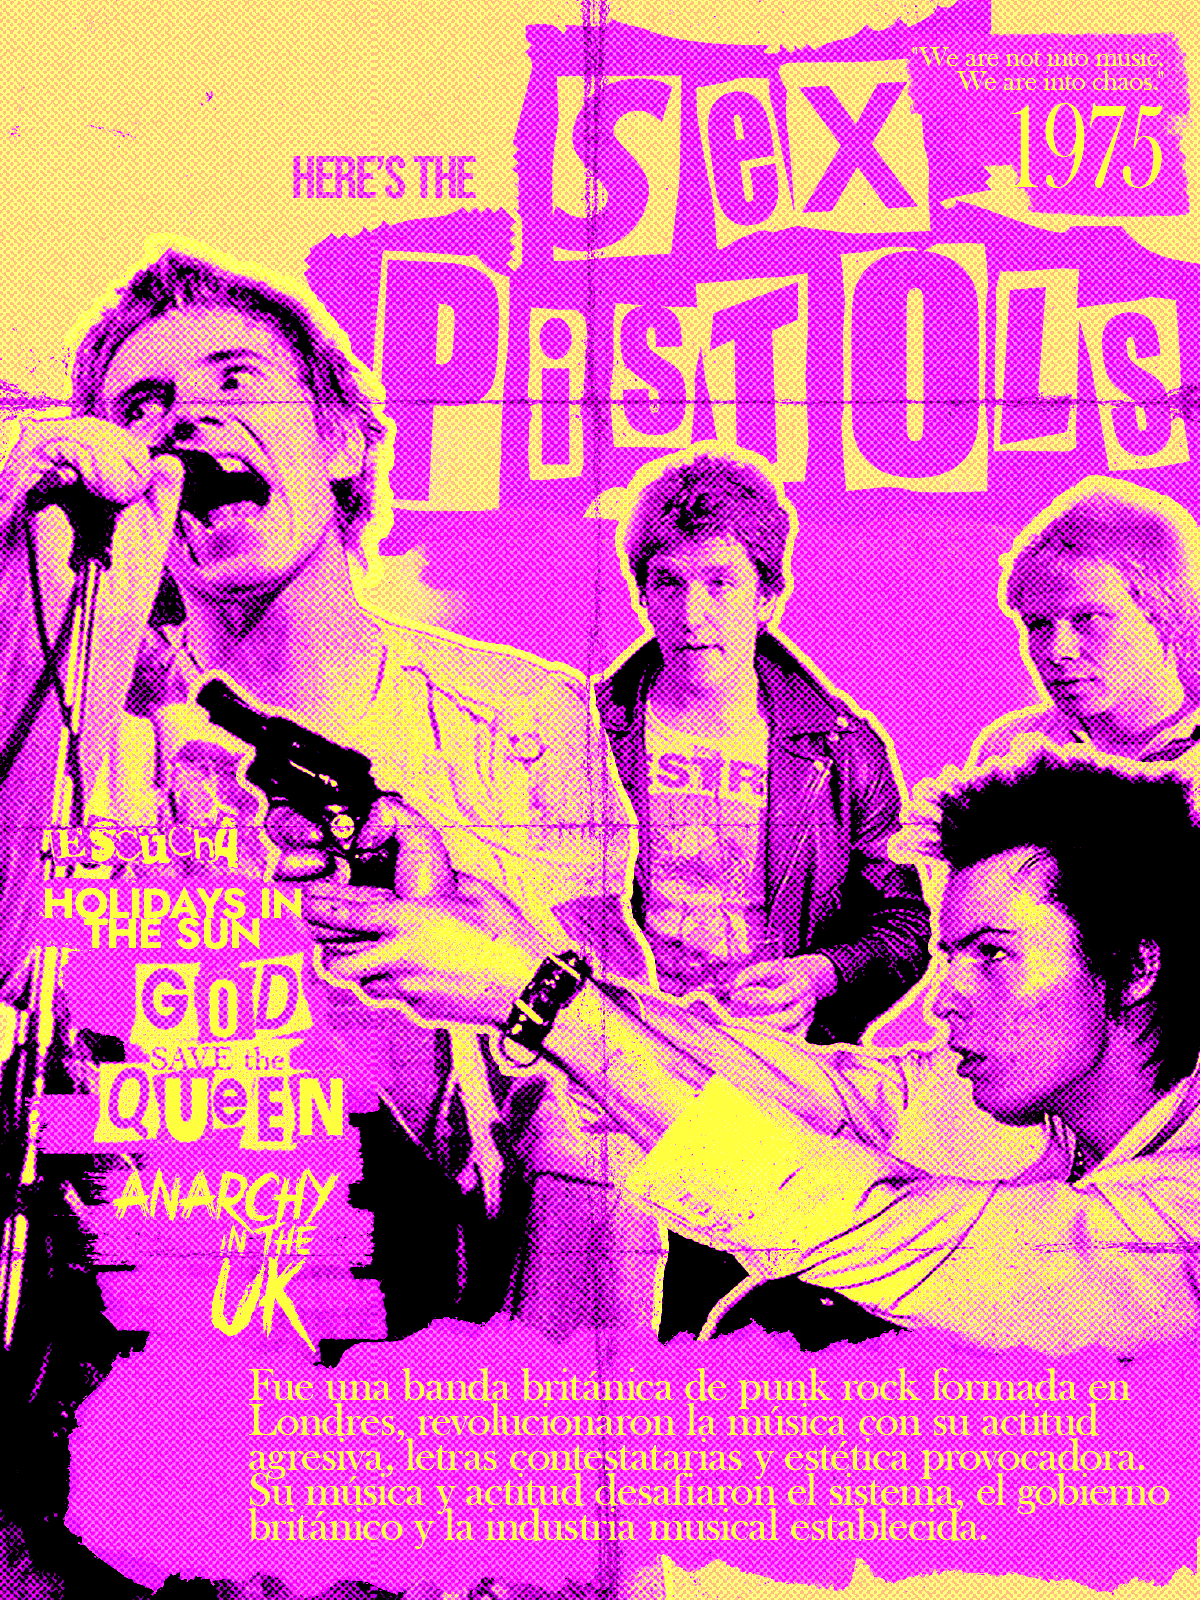 "We are not into music,
We are into chaos."
1975
HERE'S THE
Sex
PiSTOLS
ESCUChA
HOLIDAYS IN
THE SUN
GOD
SAVE the
QUeEN
ANARCHY
IN THE
UK
Fue una banda británica de punk rock formada en
Londres, revolucionaron la música con su actitud
agresiva, letras contestatarias y estética provocadora.
Su música y actitud desafiaron el sistema, el gobierno
británico y la industria musical establecida.